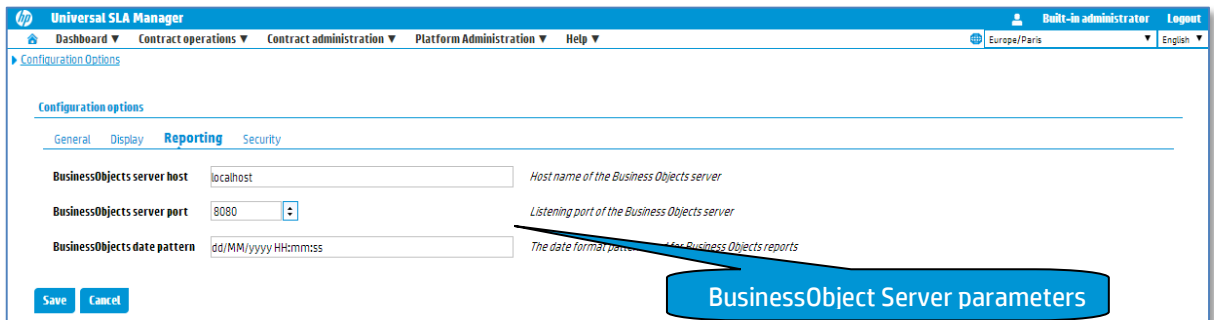 hp Universal SLA Manager Built-in administrator Logout
Dashboard ▼ Contract operations ▼ Contract administration ▼ Platform Administration ▼ Help ▼ Europe/Paris ▼ English ▼
Configuration Options
Configuration options
General Display Reporting Security
BusinessObjects server host localhost Host name of the Business Objects server
BusinessObjects server port 8080 Listening port of the Business Objects server
BusinessObjects date pattern dd/MM/yyyy HH:mm:ss The date format for Business Objects reports
Save Cancel
BusinessObject Server parameters